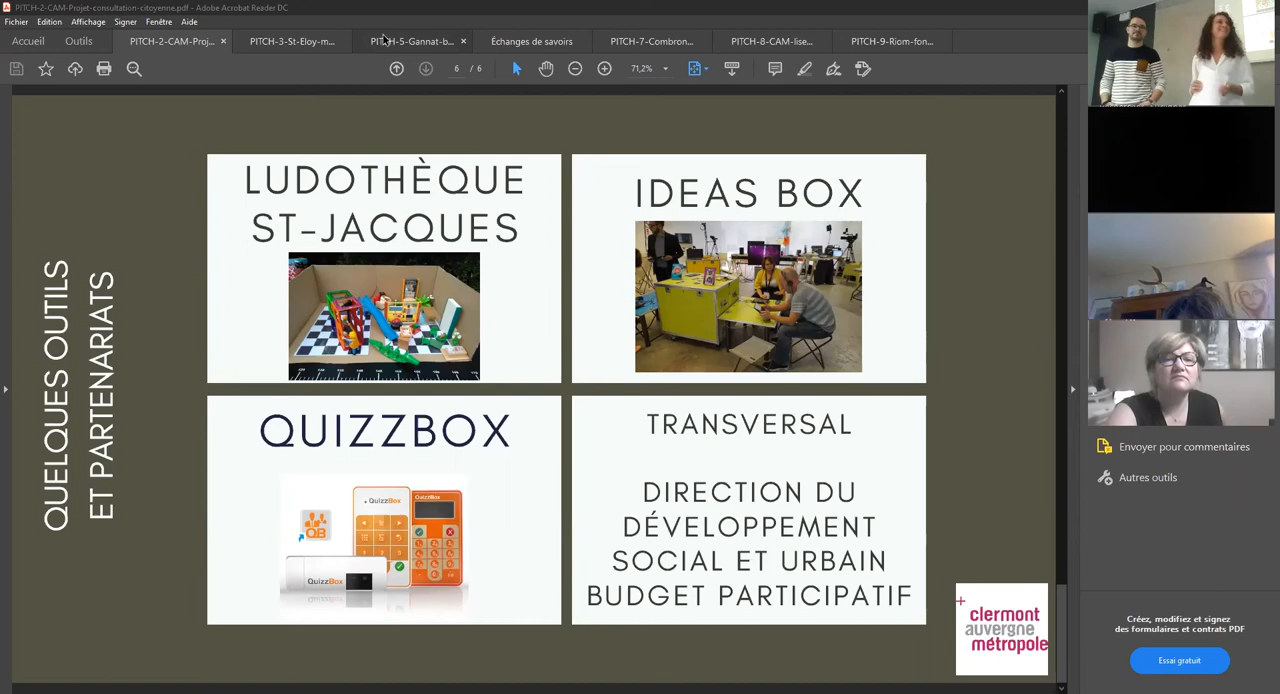 PITCH-2-CAM-Projet-consultation-citoyenne.pdf - Adobe Acrobat Reader DC
Fichier Edition Affichage Signer Fenêtre Aide
Accueil Outils PITCH-2-CAM-Proj... × PITCH-3-St-Eloy-m... PITCH-5-Gannat-b... × Échanges de savoirs PITCH-7-Combron... PITCH-8-CAM-lise... PITCH-9-Riom-fon...
6 / 6 71,2%
QUELQUES OUTILS
ET PARTENARIATS
LUDOTHÈQUE
ST-JACQUES
IDEAS BOX
QUIZZBOX
QuizzBox
QuizzBox
QB
QuizzBox
TRANSVERSAL
DIRECTION DU
DÉVELOPPEMENT
SOCIAL ET URBAIN
BUDGET PARTICIPATIF
clermont
auvergne
métropole
Envoyer pour commentaires
Autres outils
Créez, modifiez et signez
des formulaires et contrats PDF
Essai gratuit